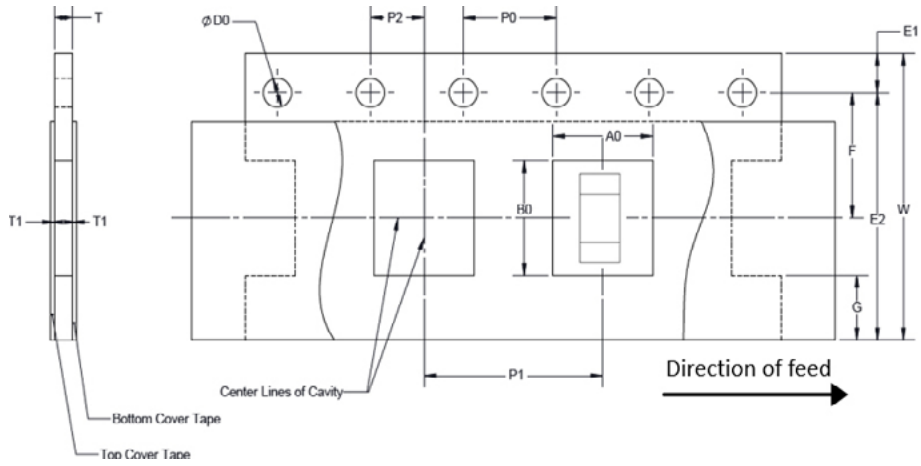 T
P2
P0
ϕD0
E1
A0
F
B0
T1
T1
E2
W
G
P1
Direction of feed
Center Lines of Cavity
Bottom Cover Tape
Top Cover Tape